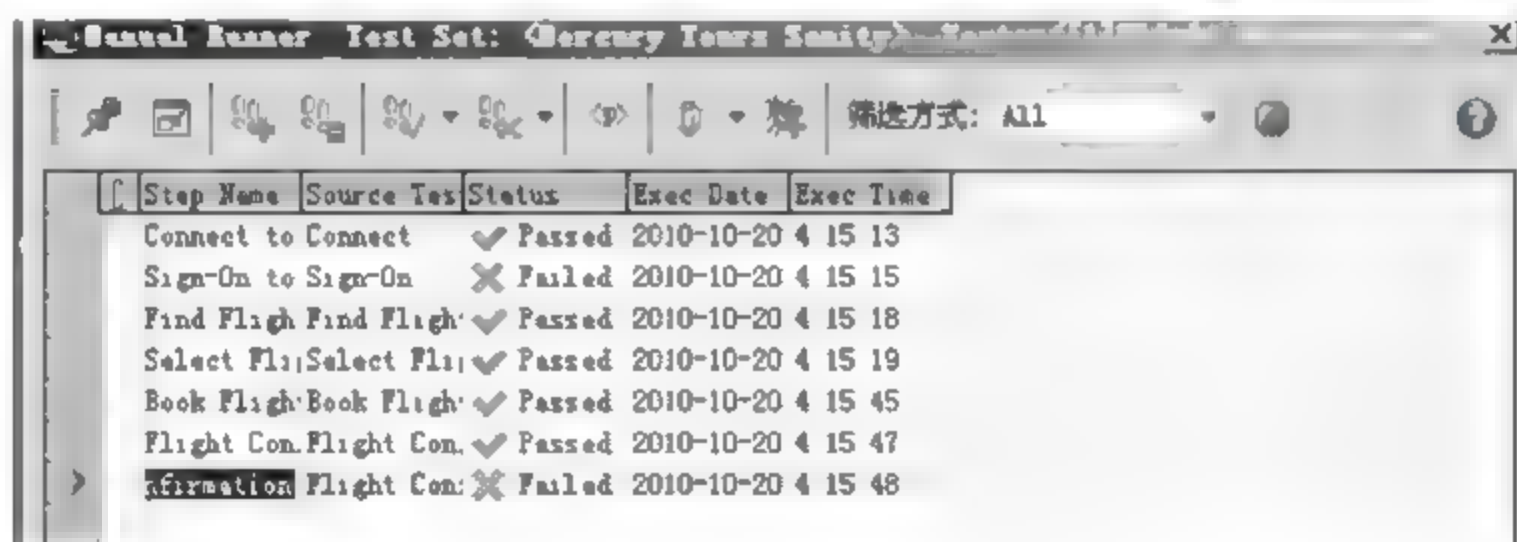 Manual Runner Test Set: <Mercury Tours Sanity>
<p> 筛选方式: All
Step Name Source Tes Status Exec Date Exec Time
Connect to Connect Passed 2010-10-20 4 15 13
Sign-On to Sign-On Failed 2010-10-20 4 15 15
Find Fligh Find Fligh Passed 2010-10-20 4 15 18
Select Fli Select Fli Passed 2010-10-20 4 15 19
Book Fligh Book Fligh Passed 2010-10-20 4 15 45
Flight Con. Flight Con. Passed 2010-10-20 4 15 47
nfirmation Flight Con Failed 2010-10-20 4 15 48